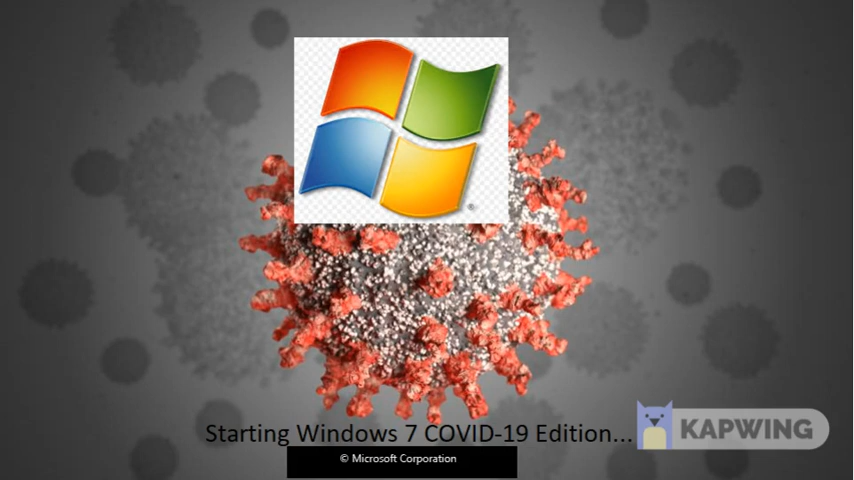 ®
Starting Windows 7 COVID-19 Edition...
KAPWING
© Microsoft Corporation